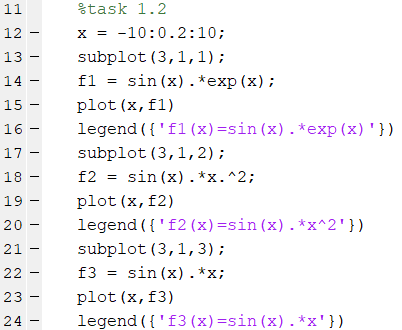 11 %task 1.2
12 - x = -10:0.2:10;
13 - subplot(3,1,1);
14 - f1 = sin(x).*exp(x);
15 - plot(x,f1)
16 - legend({'f1(x)=sin(x).*exp(x)'})
17 - subplot(3,1,2);
18 - f2 = sin(x).*x.^2;
19 - plot(x,f2)
20 - legend({'f2(x)=sin(x).*x^2'})
21 - subplot(3,1,3);
22 - f3 = sin(x).*x;
23 - plot(x,f3)
24 - legend({'f3(x)=sin(x).*x'})